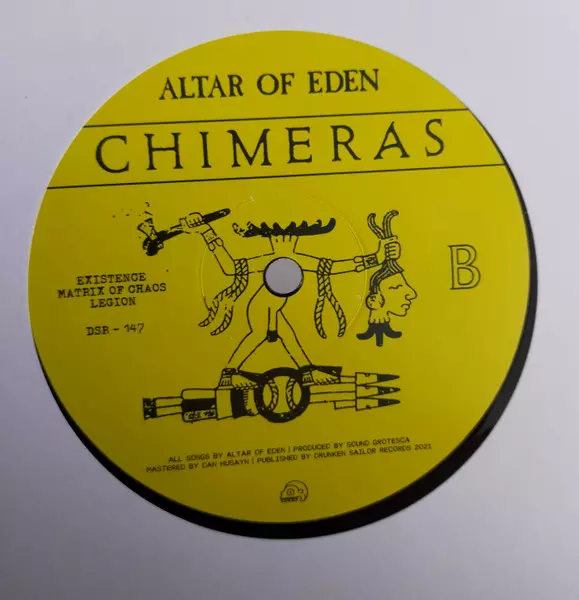 ALTAR OF EDEN
CHIMERAS
B
EXISTENCE
MATRIX OF CHAOS
LEGION
DSR - 147
ALL SONGS BY ALTAR OF EDEN | PRODUCED BY SOUND GROTESCA
MASTERED BY DAN HUSAYN | PUBLISHED BY DRUNKEN SAILOR RECORDS 2021